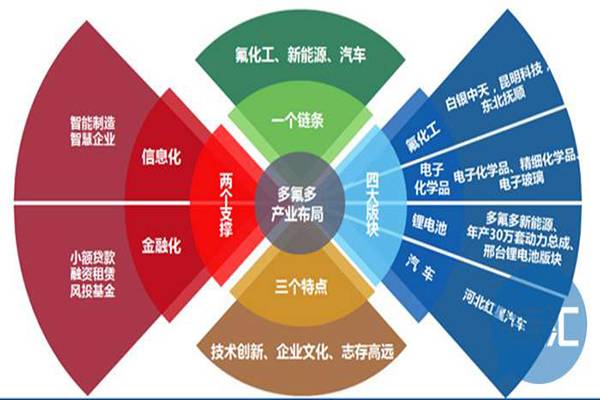 氟化工、新能源、汽车
一个链条
多氟多
产业布局
两个支撑
信息化
智能制造
智慧企业
金融化
小额贷款
融资租赁
风投基金
三个特点
技术创新、企业文化、志存高远
四大版块
氟化工
白银中天，昆明科技，
东北抚顺
电子
化学品
电子化学品、精细化学品、
电子玻璃
锂电池
多氟多新能源、
年产30万套动力总成、
邢台锂电池版块
汽车
河北红星汽车
汇